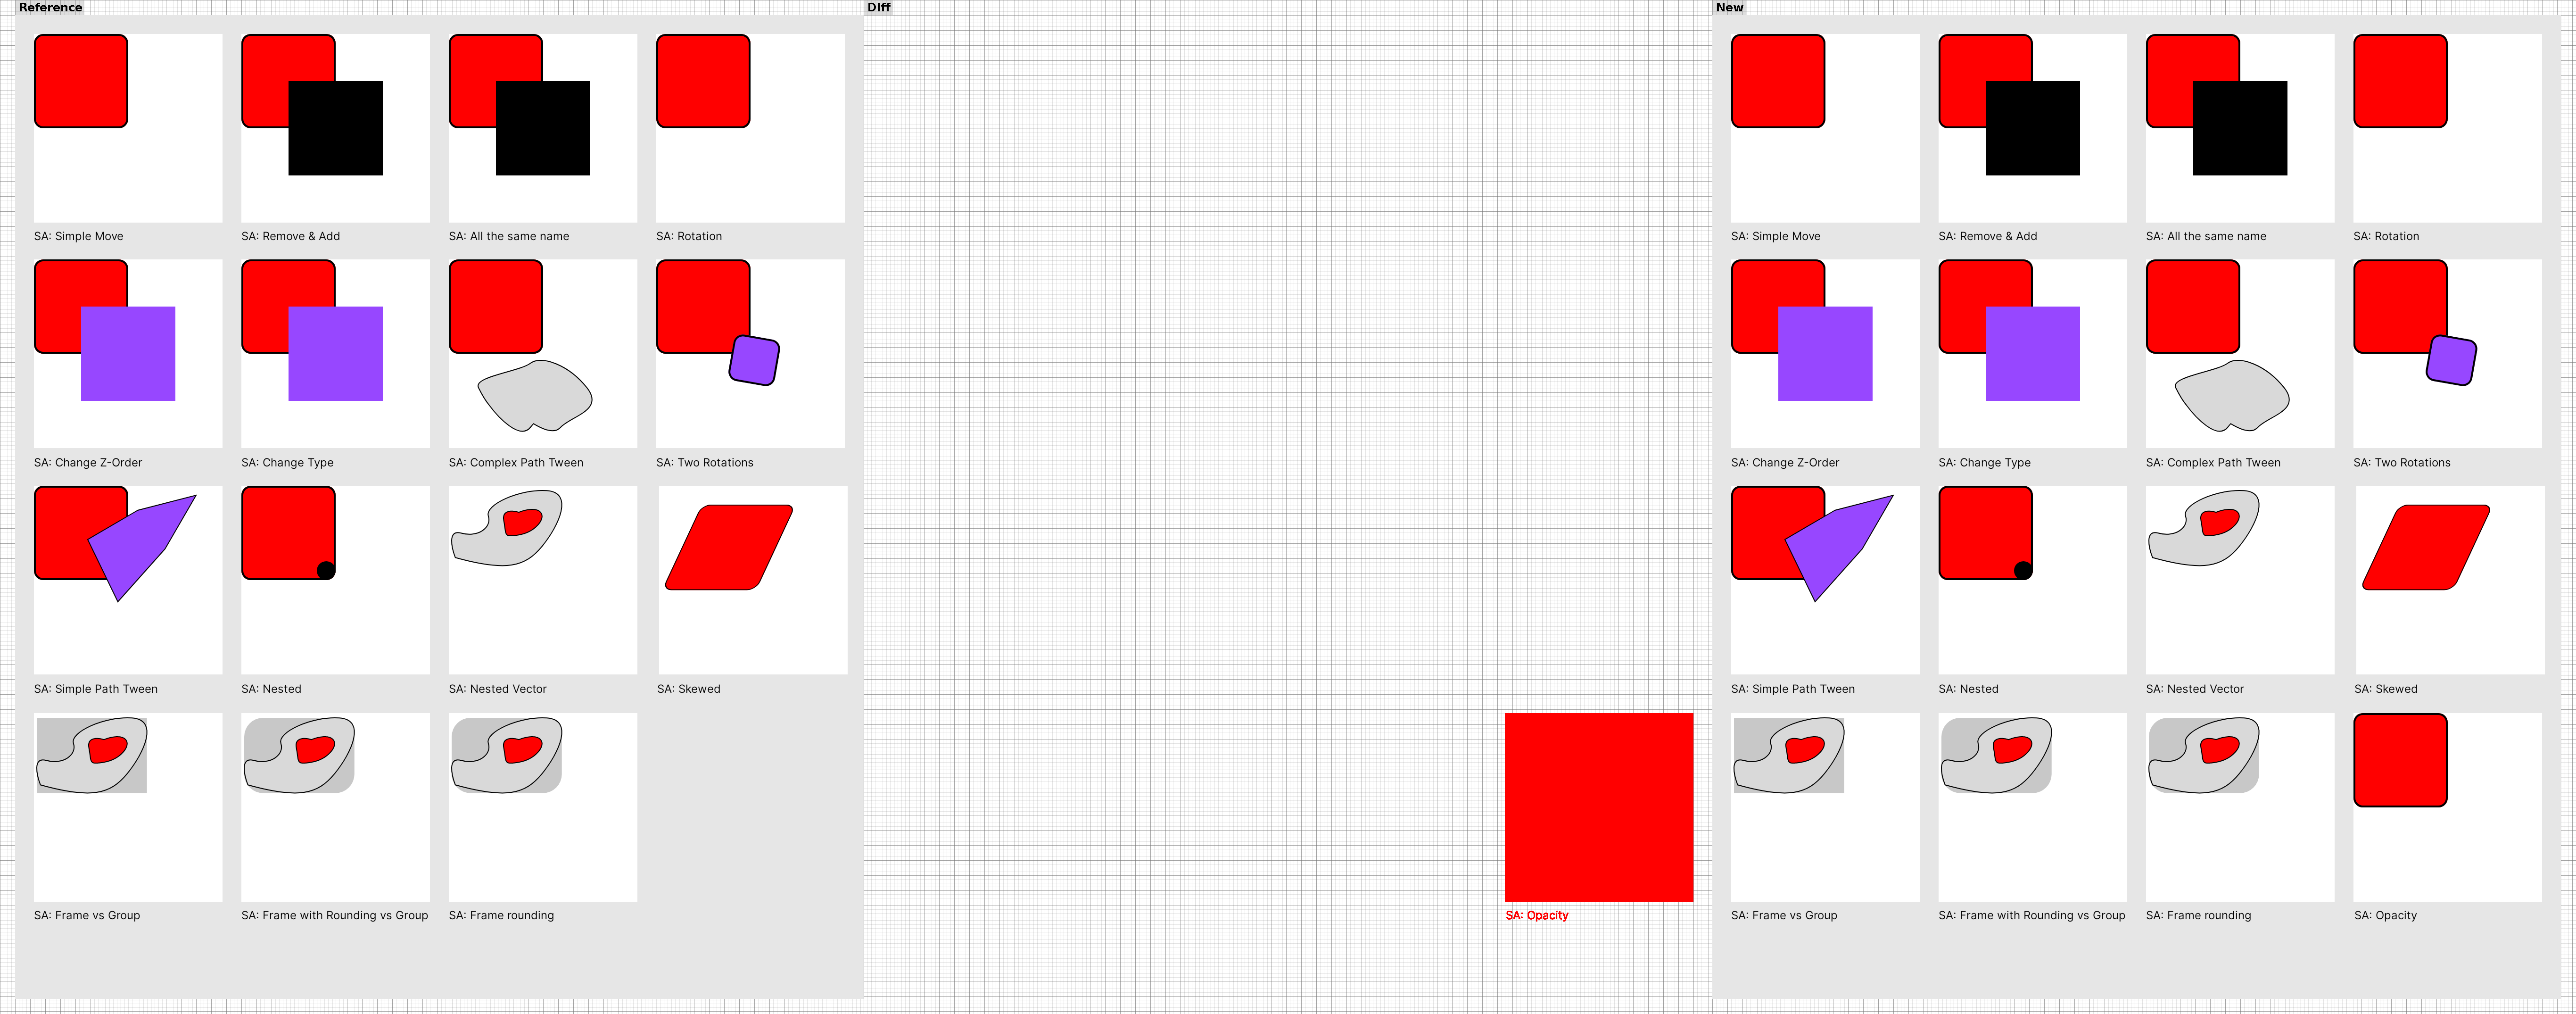 Reference
Diff
New
SA: Simple Move
SA: Remove & Add
SA: All the same name
SA: Rotation
SA: Simple Move
SA: Remove & Add
SA: All the same name
SA: Rotation
SA: Change Z-Order
SA: Change Type
SA: Complex Path Tween
SA: Two Rotations
SA: Change Z-Order
SA: Change Type
SA: Complex Path Tween
SA: Two Rotations
SA: Simple Path Tween
SA: Nested
SA: Nested Vector
SA: Skewed
SA: Simple Path Tween
SA: Nested
SA: Nested Vector
SA: Skewed
SA: Frame vs Group
SA: Frame with Rounding vs Group
SA: Frame rounding
SA: Opacity
SA: Frame vs Group
SA: Frame with Rounding vs Group
SA: Frame rounding
SA: Opacity